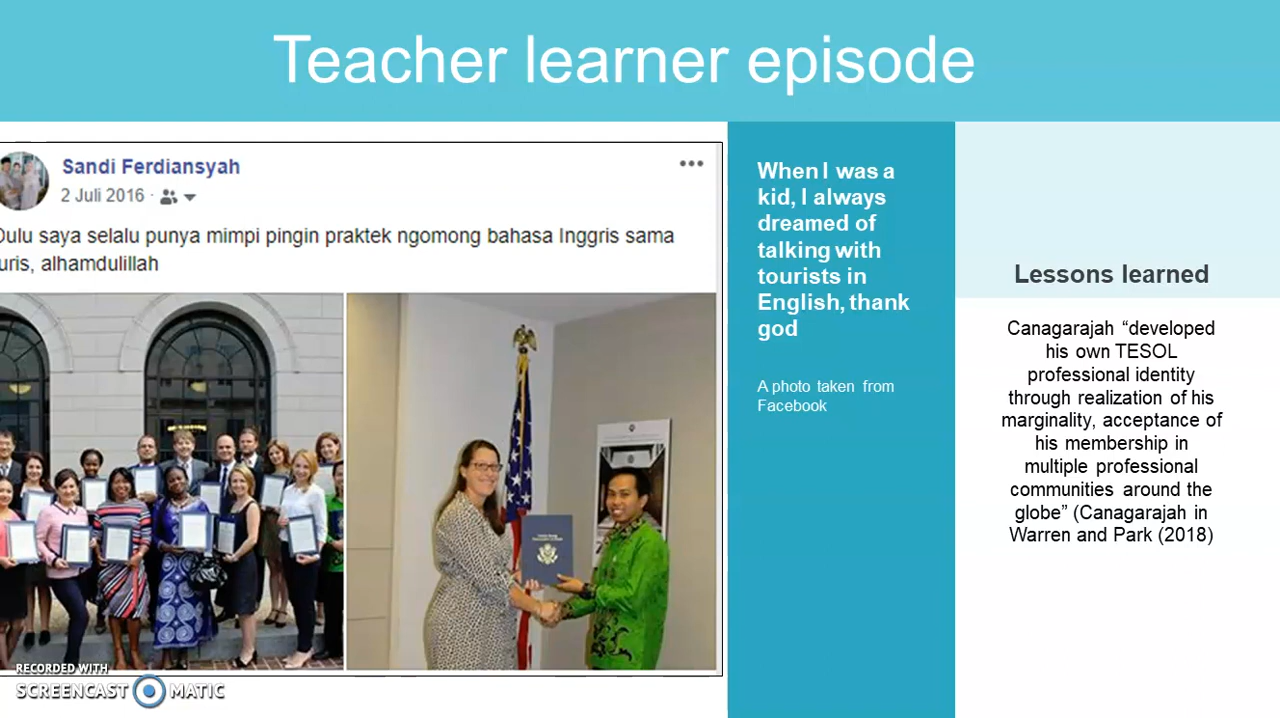 Teacher learner episode
Sandi Ferdiansyah
2 Juli 2016
Dulu saya selalu punya mimpi pingin praktek ngomong bahasa Inggris sama
uris, alhamdulillah
When I was a
kid, I always
dreamed of
talking with
tourists in
English, thank
god
A photo taken from
Facebook
Lessons learned
Canagarajah “developed
his own TESOL
professional identity
through realization of his
marginality, acceptance of
his membership in
multiple professional
communities around the
globe” (Canagarajah in
Warren and Park (2018)
RECORDED WITH
SCREENCAST MATIC